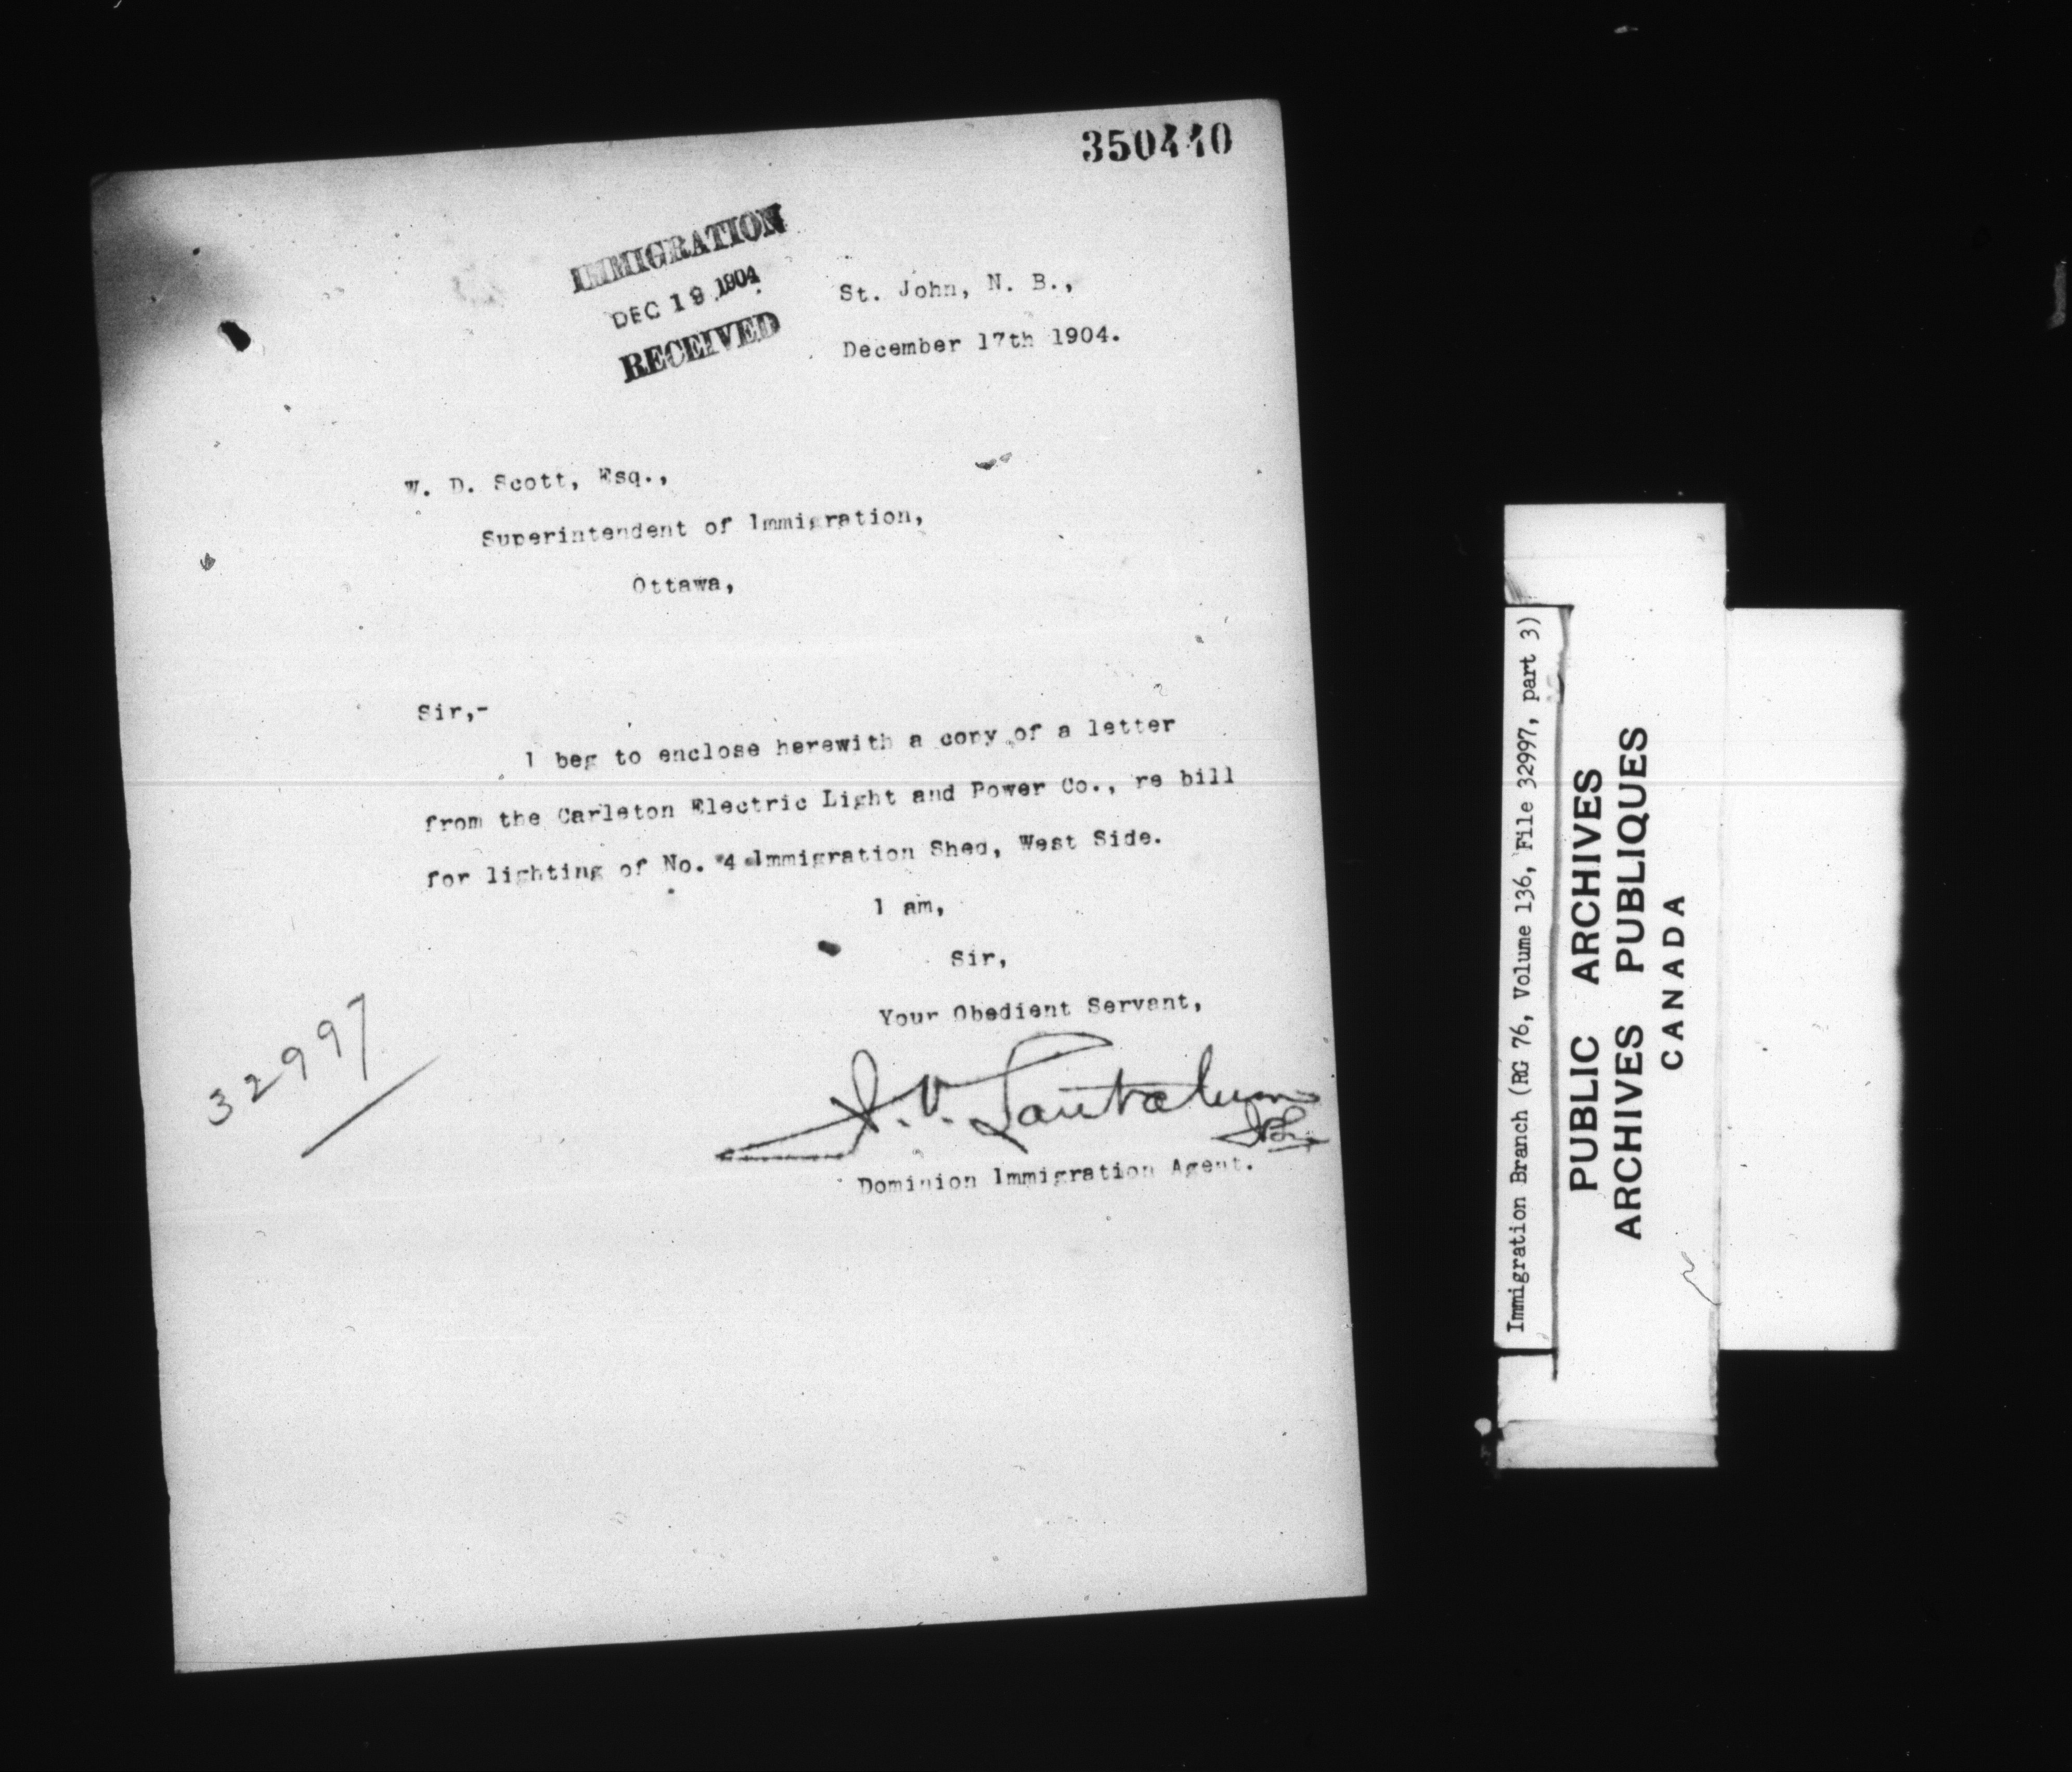 350440
IMMIGRATION
DEC 19 1904
RECEIVED
St. John, N. B.,
December 17th 1904.
W. D. Scott, Esq.,
Superintendent of Immigration,
Ottawa,
Sir,-
I beg to enclose herewith a copy of a letter
from the Carleton Electric Light and Power Co., re bill
for lighting of No. 4 Immigration Shed, West Side.
I am,
Sir,
Your Obedient Servant,
32997
Dominion Immigration Agent.
Immigration Branch (RG 76, Volume 136, File 32997, part 3)
PUBLIC ARCHIVES
ARCHIVES PUBLIQUES
CANADA